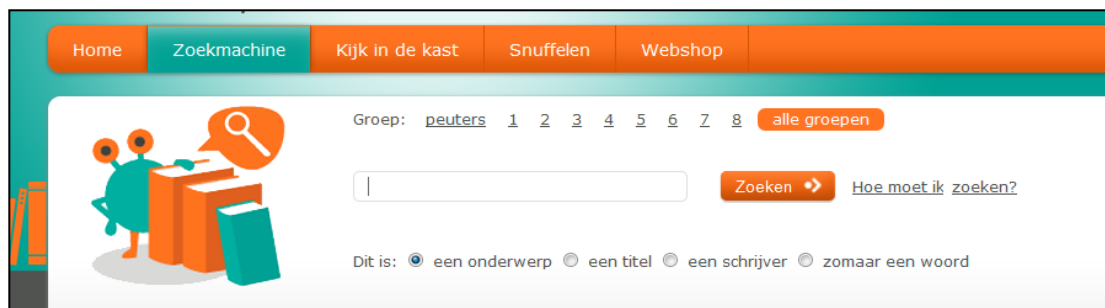 Home Zoekmachine Kijk in de kast Snuffelen Webshop
Groep: peuters 1 2 3 4 5 6 7 8 alle groepen
Zoeken Hoe moet ik zoeken?
Dit is: een onderwerp een titel een schrijver zomaar een woord